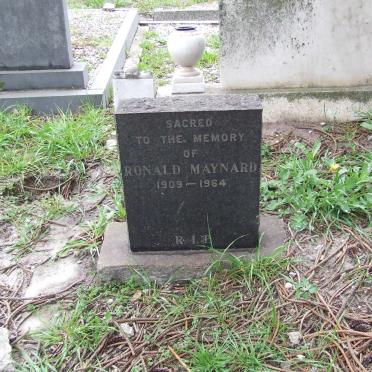 SACRED
TO THE MEMORY
OF
RONALD MAYNARD
1909 — 1964
R.I.P